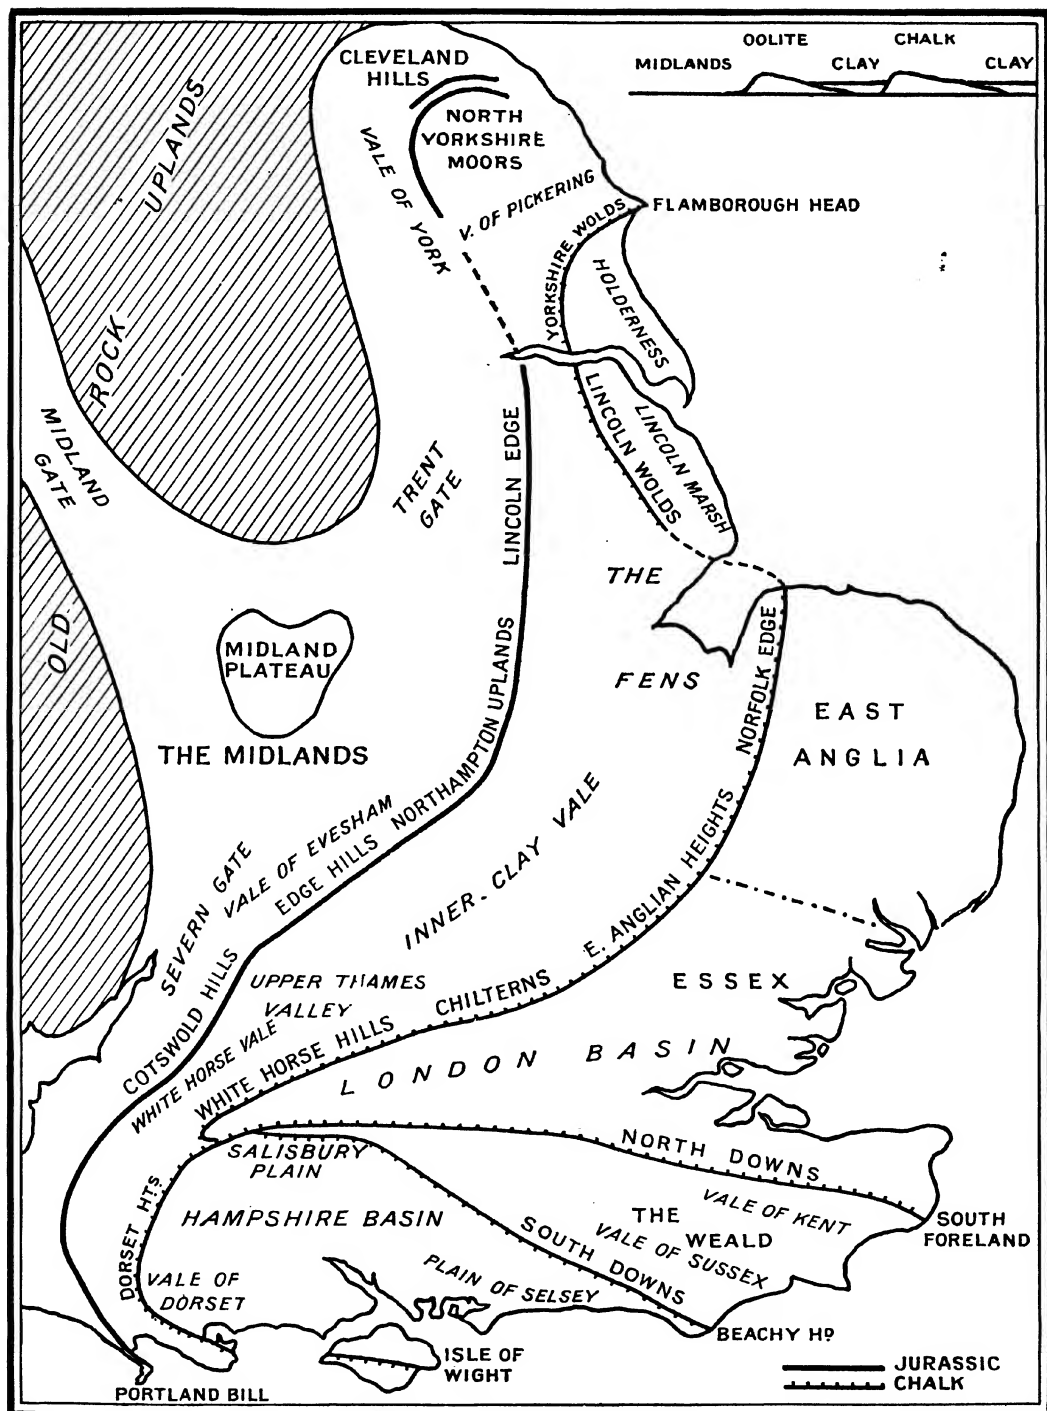 OOLITE
CHALK
MIDLANDS
CLAY
CLAY
CLEVELAND
HILLS
NORTH
YORKSHIRE
MOORS
VALE OF YORK
V. OF PICKERING
FLAMBOROUGH HEAD
YORKSHIRE WOLDS
HOLDERNESS
OLD
ROCK
UPLANDS
MIDLAND
GATE
TRENT
GATE
LINCOLN EDGE
LINCOLN WOLDS
LINCOLN MARSH
THE
FENS
MIDLAND
PLATEAU
THE MIDLANDS
NORTHAMPTON UPLANDS
NORFOLK EDGE
EAST
ANGLIA
SEVERN GATE
VALE OF EVESHAM
EDGE HILLS
INNER-CLAY VALE
E. ANGLIAN HEIGHTS
COTSWOLD HILLS
UPPER THAMES
VALLEY
CHILTERNS
ESSEX
WHITE HORSE VALE
WHITE HORSE HILLS
LONDON BASIN
SALISBURY
PLAIN
NORTH DOWNS
DORSET HTS
HAMPSHIRE BASIN
SOUTH DOWNS
THE
WEALD
VALE OF KENT
VALE OF SUSSEX
SOUTH
FORELAND
VALE OF
DORSET
PLAIN OF SELSEY
BEACHY HD
ISLE OF
WIGHT
PORTLAND BILL
JURASSIC
CHALK